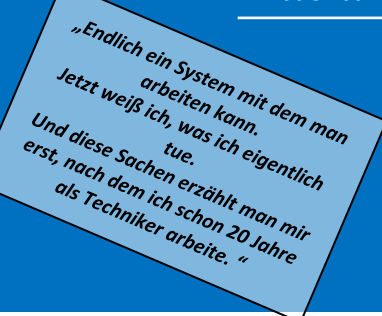 „Endlich ein System mit dem man
arbeiten kann.
Jetzt weiß ich, was ich eigentlich
tue.
Und diese Sachen erzählt man mir
erst, nach dem ich schon 20 Jahre
als Techniker arbeite. “